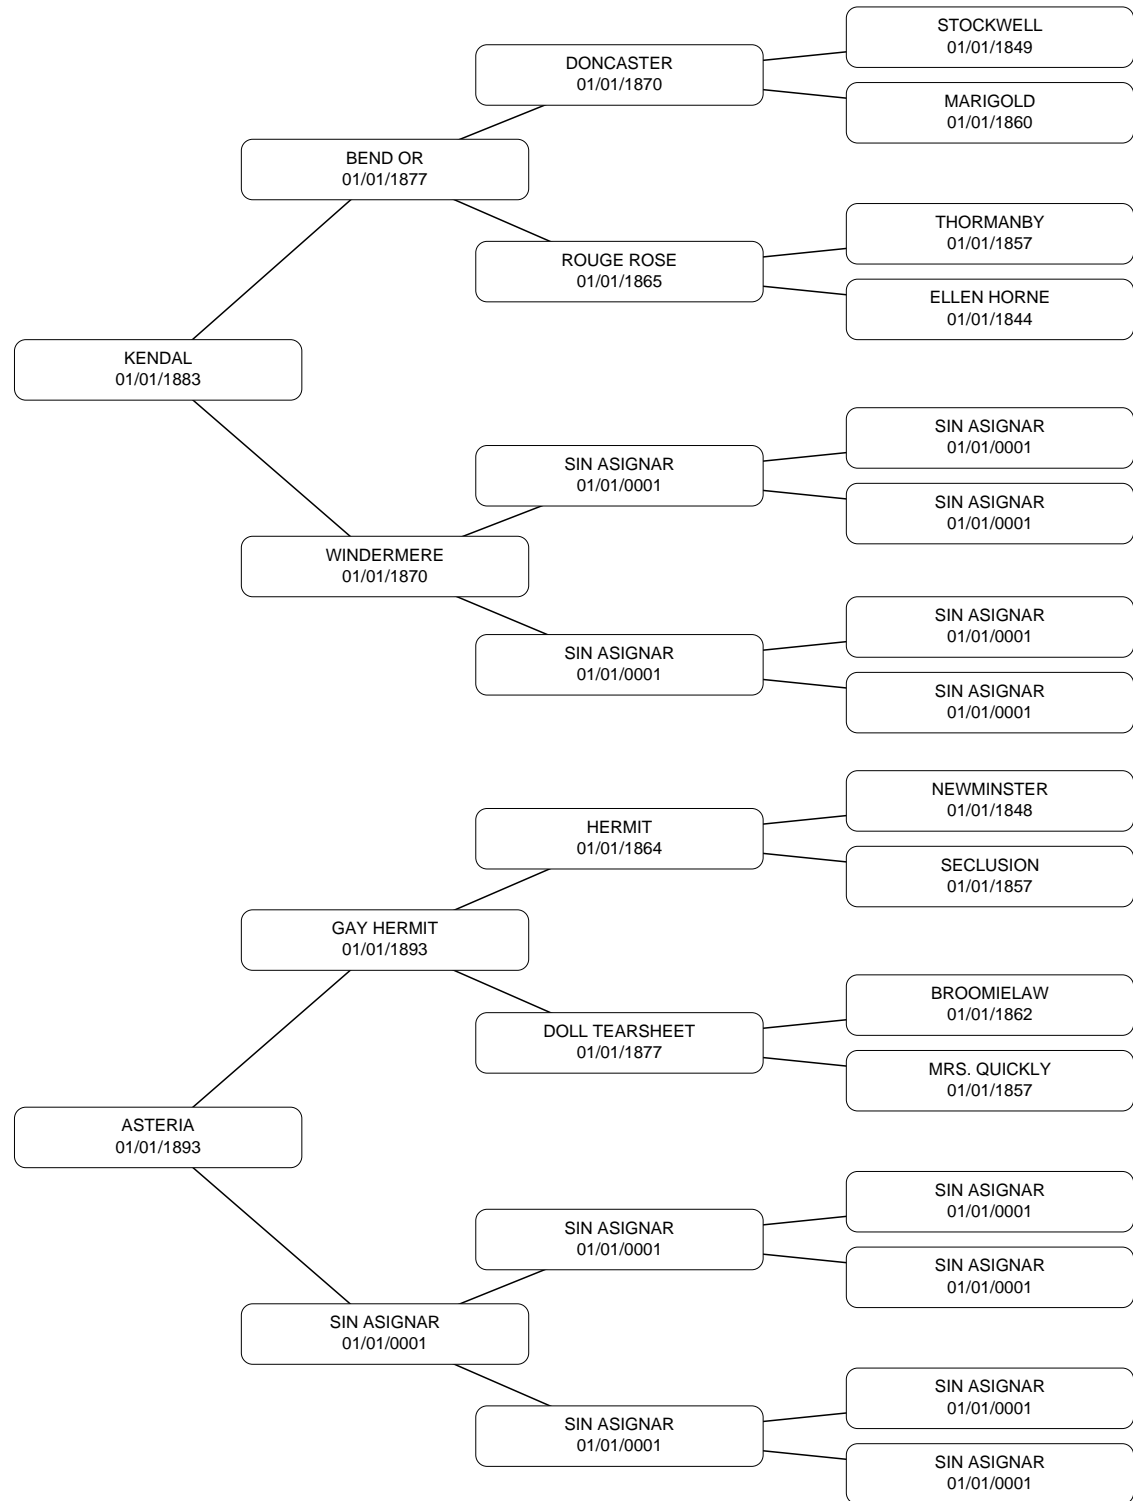 STOCKWELL
01/01/1849
DONCASTER
01/01/1870
MARIGOLD
01/01/1860
BEND OR
01/01/1877
THORMANBY
01/01/1857
ROUGE ROSE
01/01/1865
ELLEN HORNE
01/01/1844
KENDAL
01/01/1883
SIN ASIGNAR
01/01/0001
SIN ASIGNAR
01/01/0001
SIN ASIGNAR
01/01/0001
WINDERMERE
01/01/1870
SIN ASIGNAR
01/01/0001
SIN ASIGNAR
01/01/0001
SIN ASIGNAR
01/01/0001
NEWMINSTER
01/01/1848
HERMIT
01/01/1864
SECLUSION
01/01/1857
GAY HERMIT
01/01/1893
BROOMIELAW
01/01/1862
DOLL TEARSHEET
01/01/1877
MRS. QUICKLY
01/01/1857
ASTERIA
01/01/1893
SIN ASIGNAR
01/01/0001
SIN ASIGNAR
01/01/0001
SIN ASIGNAR
01/01/0001
SIN ASIGNAR
01/01/0001
SIN ASIGNAR
01/01/0001
SIN ASIGNAR
01/01/0001
SIN ASIGNAR
01/01/0001